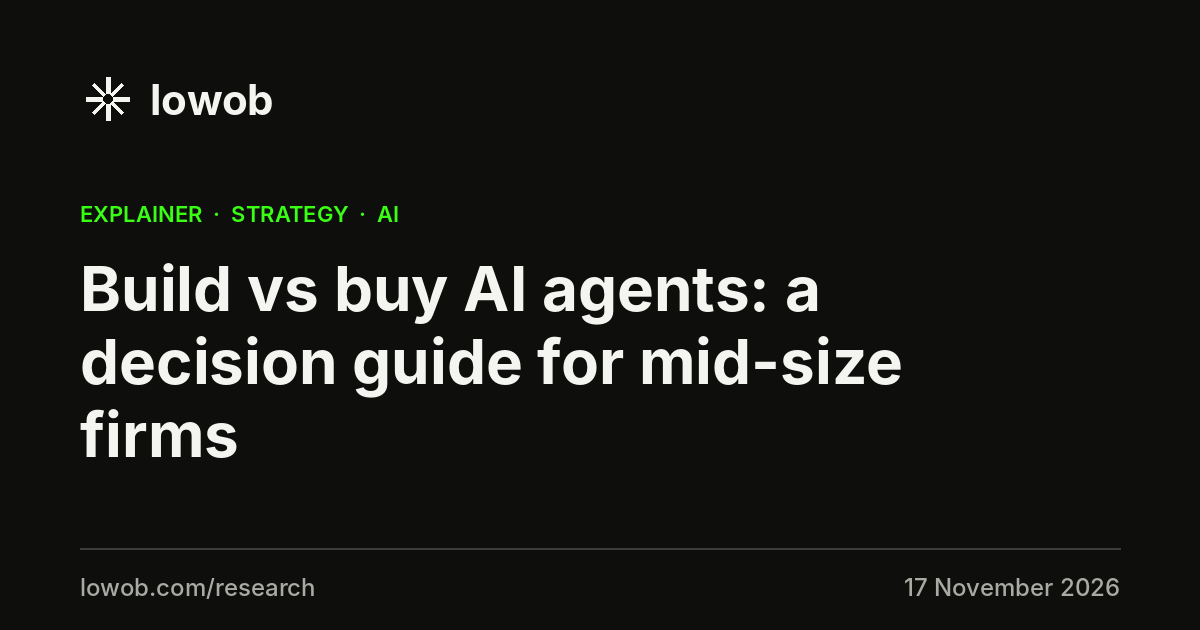 lowob
EXPLAINER · STRATEGY · AI
Build vs buy AI agents: a
decision guide for mid-size
firms
lowob.com/research
17 November 2026